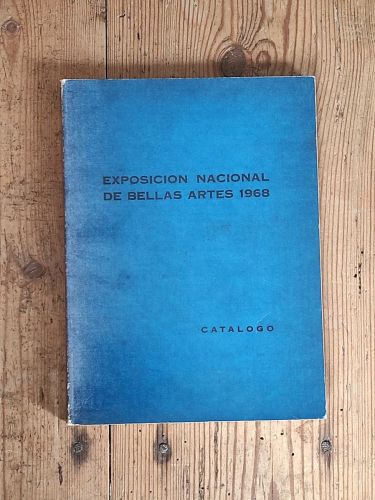 EXPOSICION NACIONAL
DE BELLAS ARTES 1968
CATALOGO